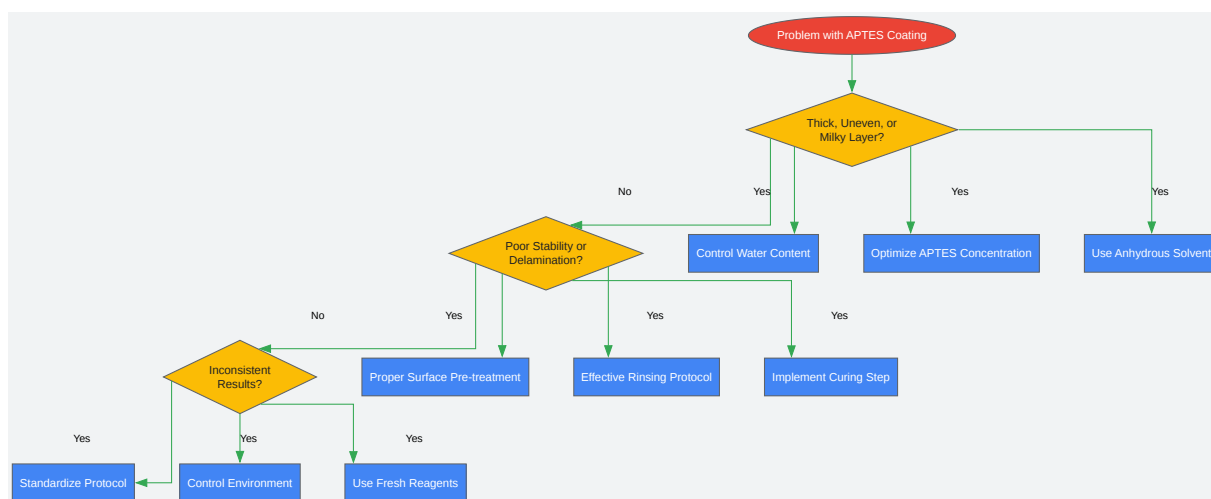 Problem with APTES Coating
Thick, Uneven, or
Milky Layer?
No
Yes
Yes
Yes
Poor Stability or
Delamination?
Control Water Content
Optimize APTES Concentration
Use Anhydrous Solvent
No
Yes
Yes
Yes
Inconsistent
Results?
Proper Surface Pre-treatment
Effective Rinsing Protocol
Implement Curing Step
Yes
Yes
Yes
Standardize Protocol
Control Environment
Use Fresh Reagents